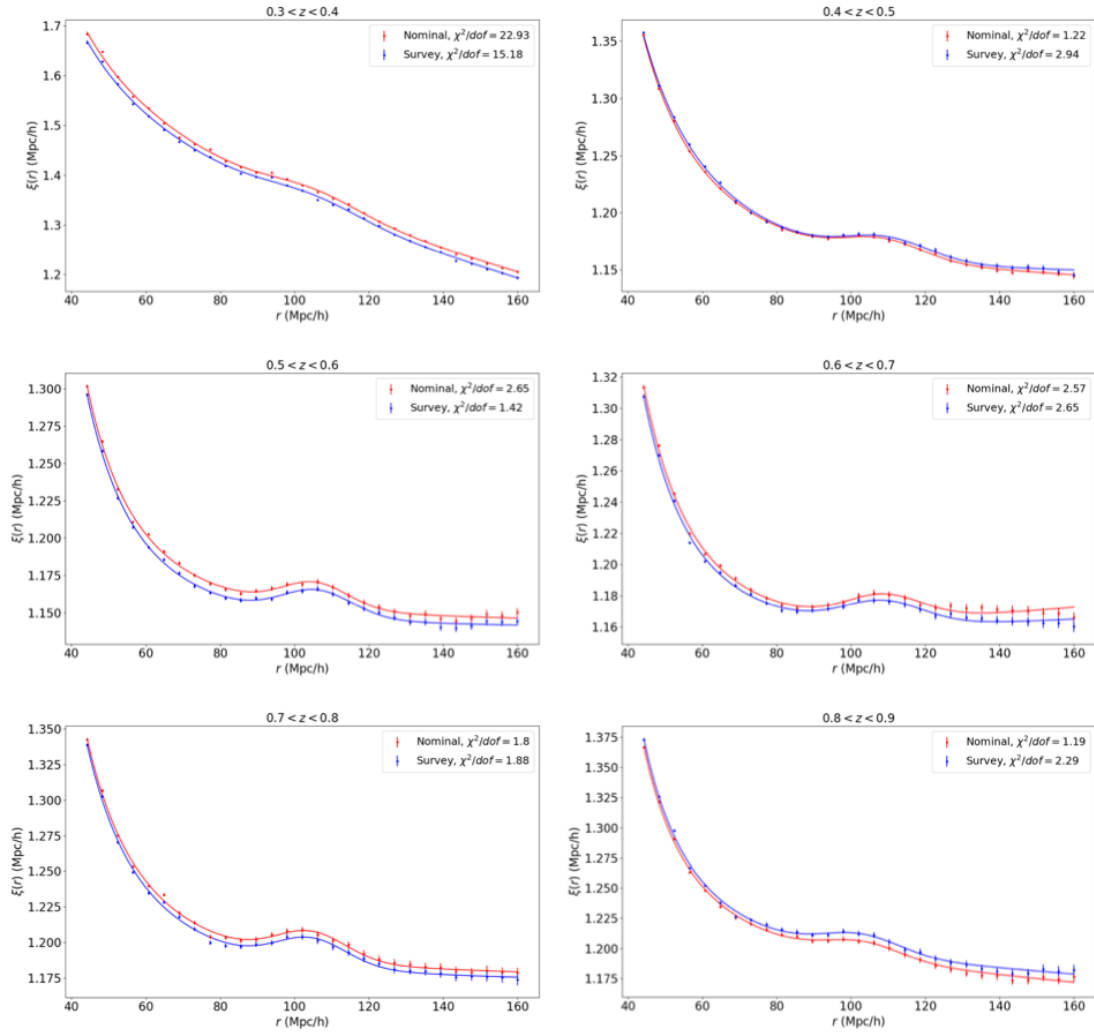 0.3 < z < 0.4
Nominal, χ²/dof = 22.93
Survey, χ²/dof = 15.18
ξ(r) (Mpc/h)
1.7
1.6
1.5
1.4
1.3
1.2
40 60 80 100 120 140 160
r (Mpc/h)
0.4 < z < 0.5
Nominal, χ²/dof = 1.22
Survey, χ²/dof = 2.94
ξ(r) (Mpc/h)
1.35
1.30
1.25
1.20
1.15
40 60 80 100 120 140 160
r (Mpc/h)
0.5 < z < 0.6
Nominal, χ²/dof = 2.65
Survey, χ²/dof = 1.42
ξ(r) (Mpc/h)
1.300
1.275
1.250
1.225
1.200
1.175
1.150
40 60 80 100 120 140 160
r (Mpc/h)
0.6 < z < 0.7
Nominal, χ²/dof = 2.57
Survey, χ²/dof = 2.65
ξ(r) (Mpc/h)
1.32
1.30
1.28
1.26
1.24
1.22
1.20
1.18
1.16
40 60 80 100 120 140 160
r (Mpc/h)
0.7 < z < 0.8
Nominal, χ²/dof = 1.8
Survey, χ²/dof = 1.88
ξ(r) (Mpc/h)
1.350
1.325
1.300
1.275
1.250
1.225
1.200
1.175
40 60 80 100 120 140 160
r (Mpc/h)
0.8 < z < 0.9
Nominal, χ²/dof = 1.19
Survey, χ²/dof = 2.29
ξ(r) (Mpc/h)
1.375
1.350
1.325
1.300
1.275
1.250
1.225
1.200
1.175
40 60 80 100 120 140 160
r (Mpc/h)